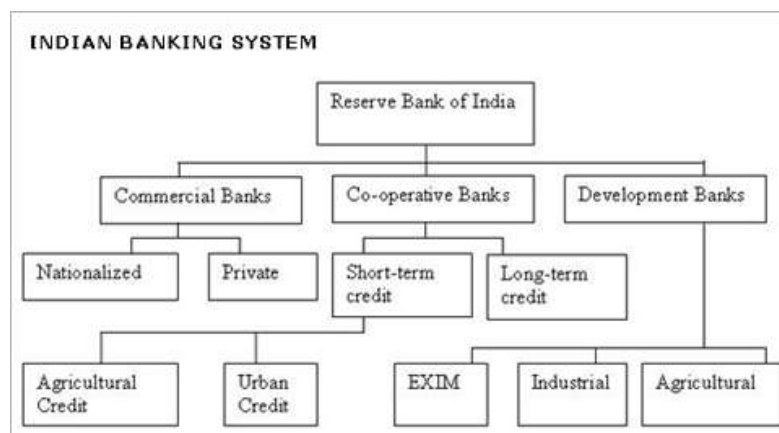 INDIAN BANKING SYSTEM
Reserve Bank of India
Commercial Banks
Co-operative Banks
Development Banks
Nationalized
Private
Short-term
credit
Long-term
credit
Agricultural
Credit
Urban
Credit
EXIM
Industrial
Agricultural